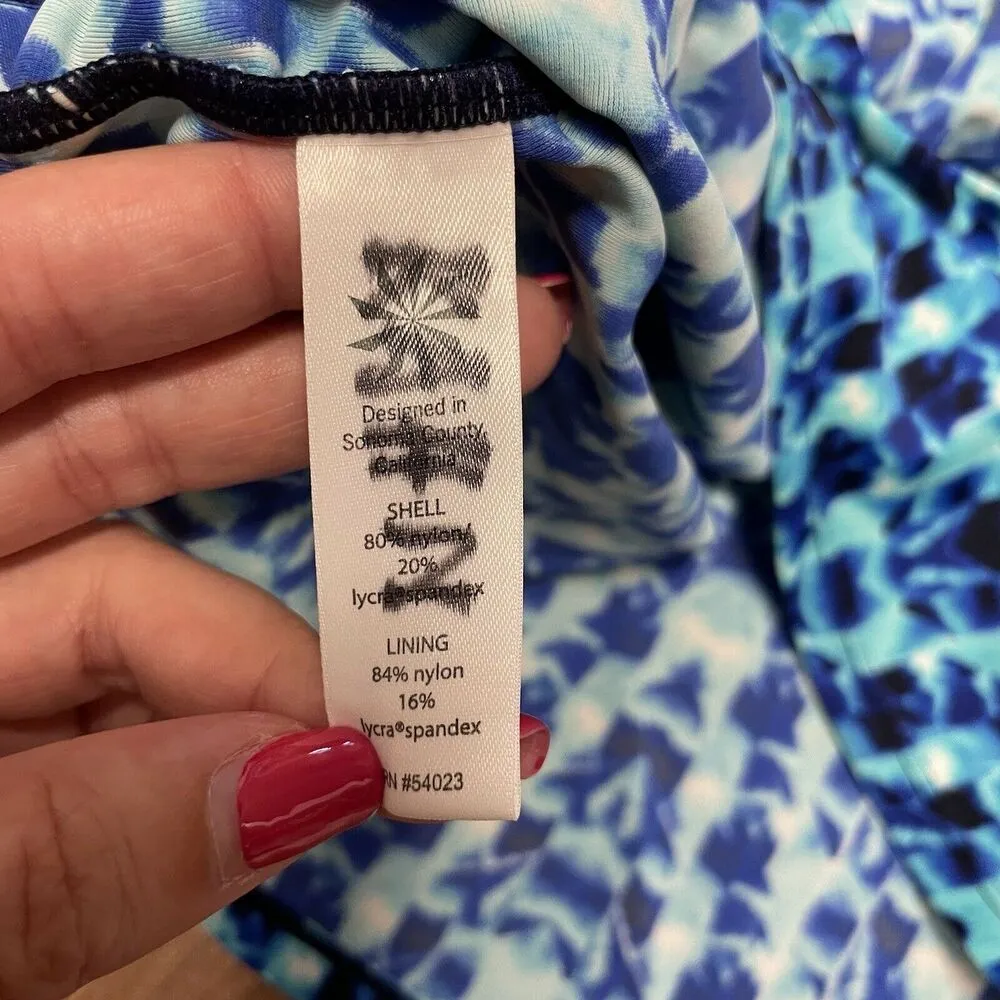 Designed in
Sonoma County
California
SHELL
80% nylon/
20%
lycra®spandex
LINING
84% nylon
16%
lycra®spandex
RN #54023